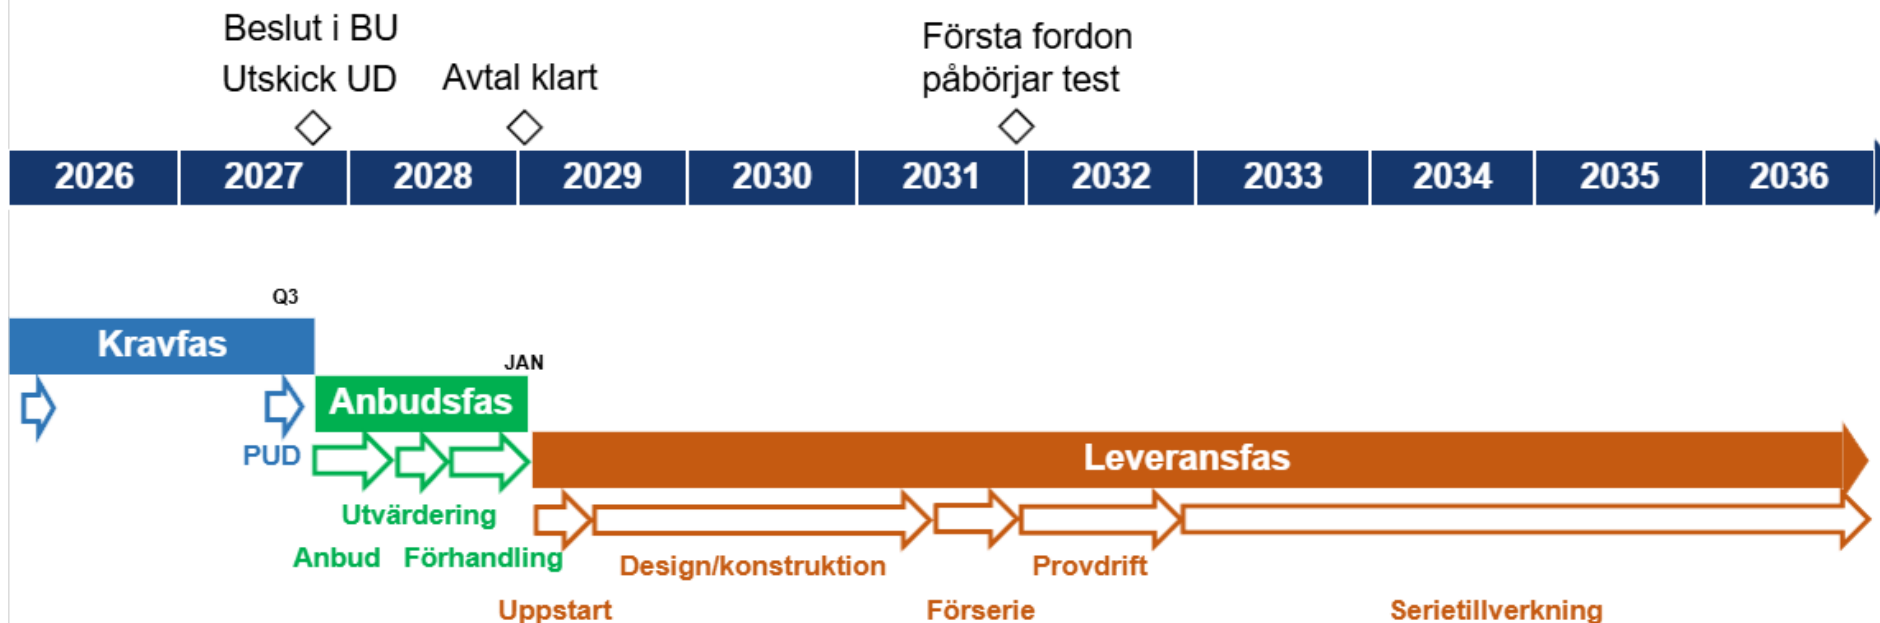 Beslut i BU
Utskick UD
Avtal klart
Första fordon
påbörjar test
2026 2027 2028 2029 2030 2031 2032 2033 2034 2035 2036
Q3
Kravfas
JAN
Anbudsfas
PUD
Leveransfas
Utvärdering
Anbud Förhandling
Design/konstruktion
Provdrift
Uppstart
Förserie
Serietillverkning